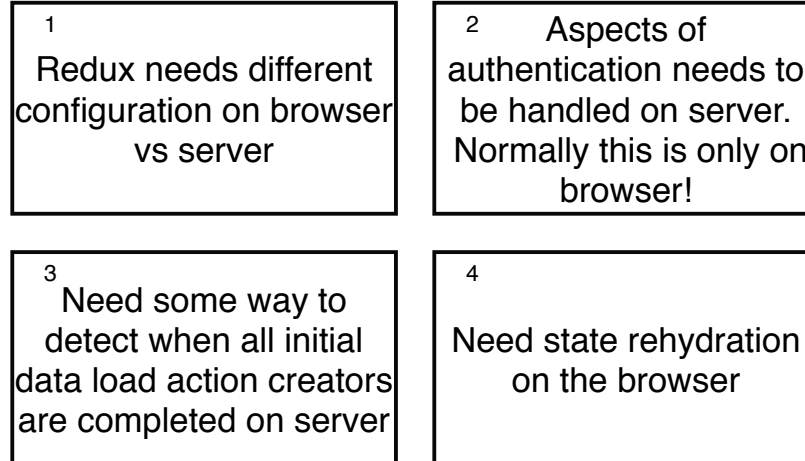 1
Redux needs different
configuration on browser
vs server
2
Aspects of
authentication needs to
be handled on server.
Normally this is only on
browser!
3
Need some way to
detect when all initial
data load action creators
are completed on server
4
Need state rehydration
on the browser